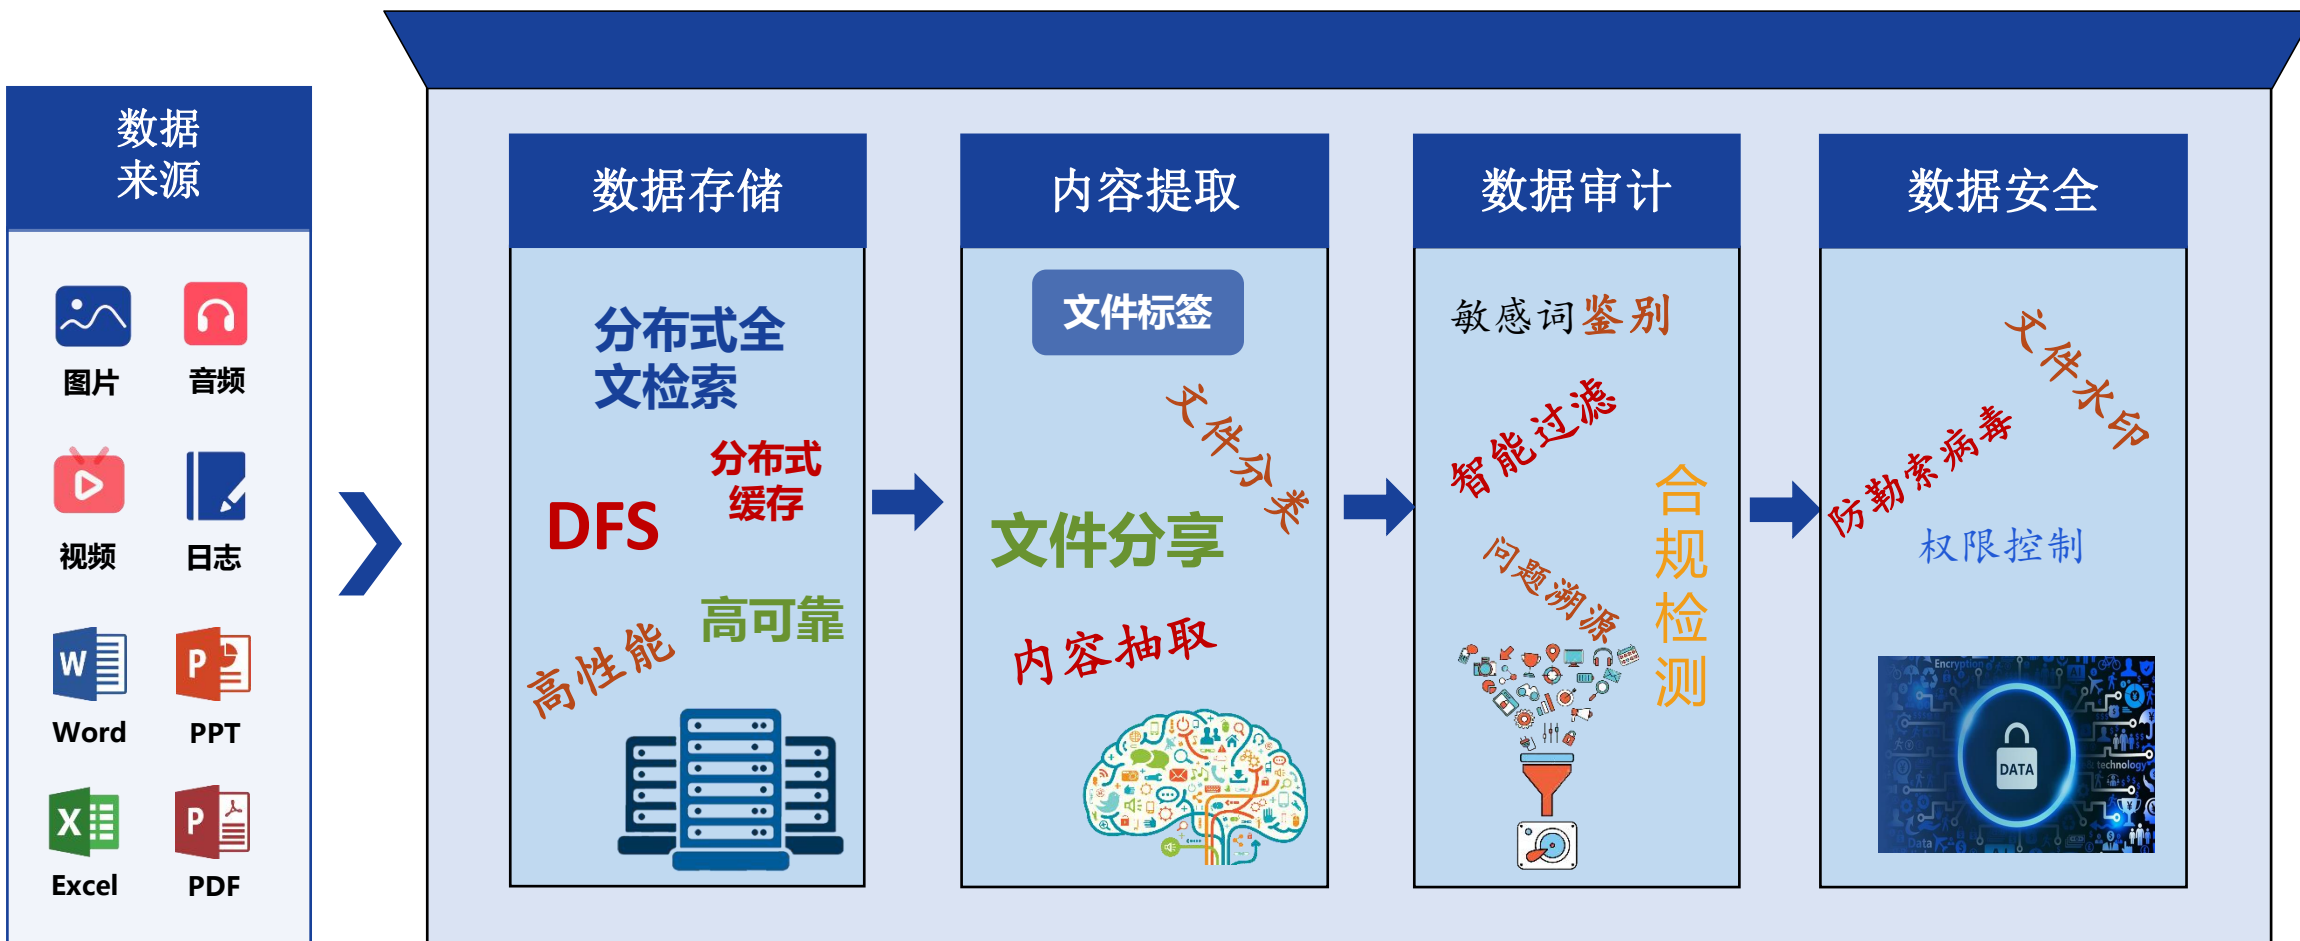 数据
来源
图片
音频
视频
日志
W
P
Word
PPT
X
P
Excel
PDF
数据存储
分布式全
文检索
分布式
缓存
DFS
高可靠
高性能
内容提取
文件标签
文件分类
文件分享
内容抽取
数据审计
敏感词鉴别
智能过滤
合规检测
问题溯源
数据安全
文件水印
防勒索病毒
权限控制
Encryption
DATA
technology
Data